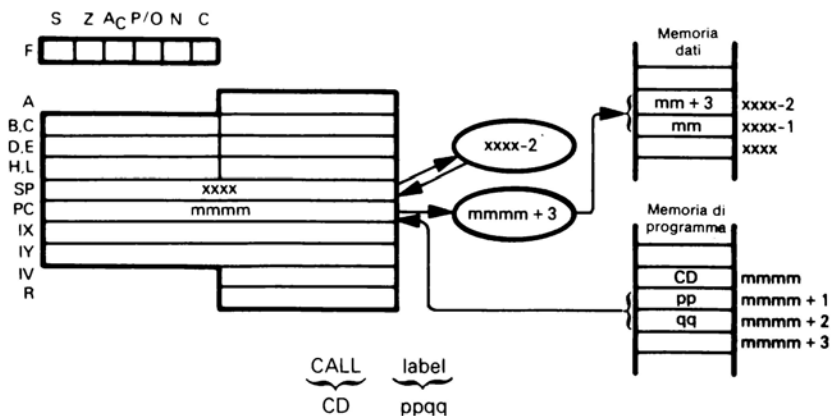 S Z AC P/O N C
F
A
B,C
D,E
H,L
SP xxxx
PC mmmm
IX
IY
IV
R
xxxx-2
mmmm + 3
Memoria
dati
mm + 3 xxxx-2
mm xxxx-1
xxxx
Memoria di
programma
CD mmmm
pp mmmm + 1
qq mmmm + 2
mmmm + 3
CALL label
CD ppqq